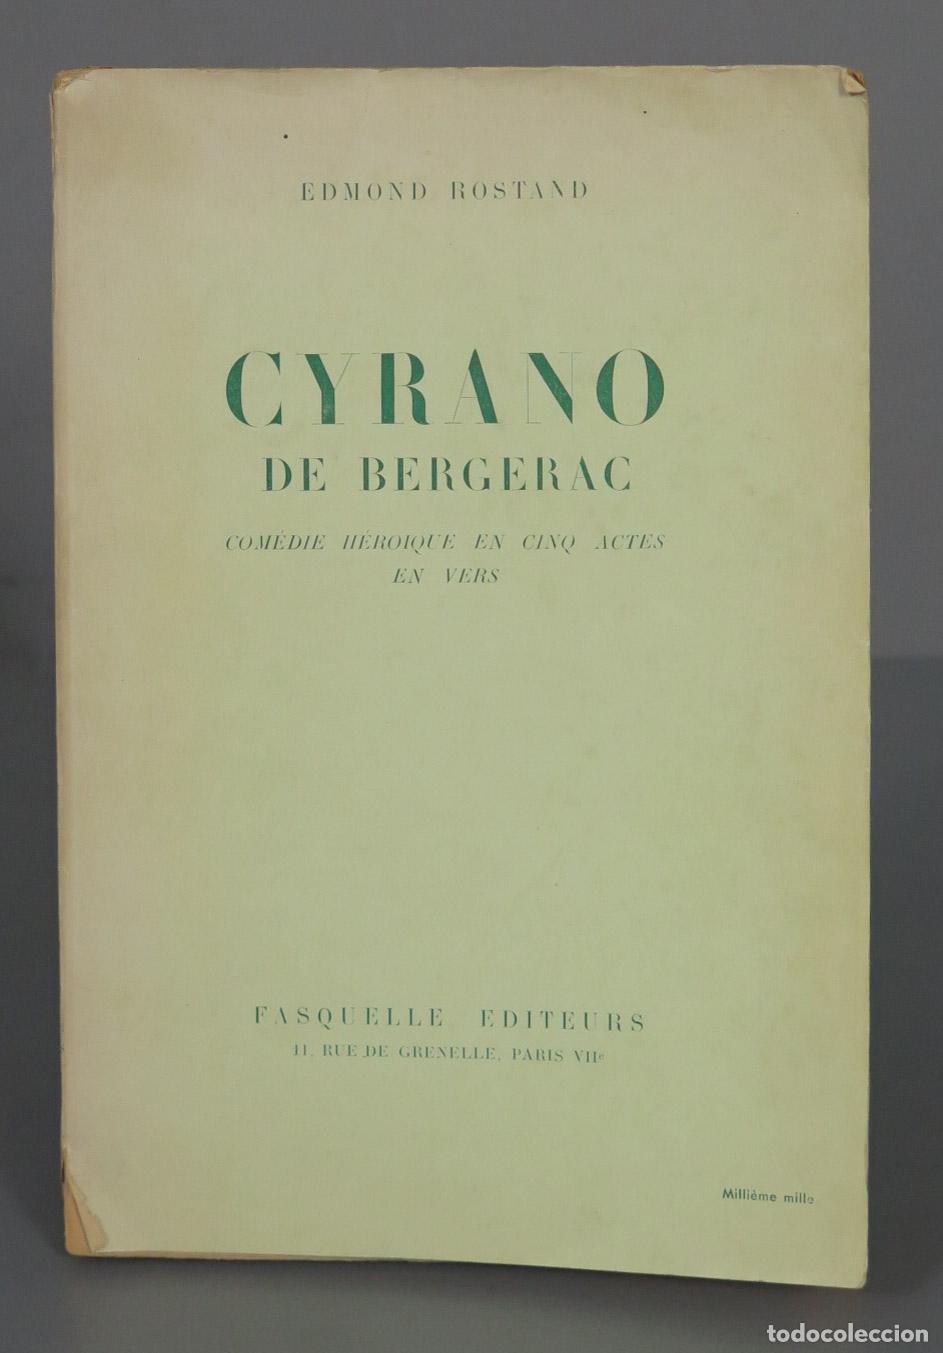 EDMOND ROSTAND
CYRANO
DE BERGERAC
COMÉDIE HÉROIQUE EN CINQ ACTES
EN VERS
FASQUELLE EDITEURS
11, RUE DE GRENELLE, PARIS VIIe
Millième mille
todocoleccion